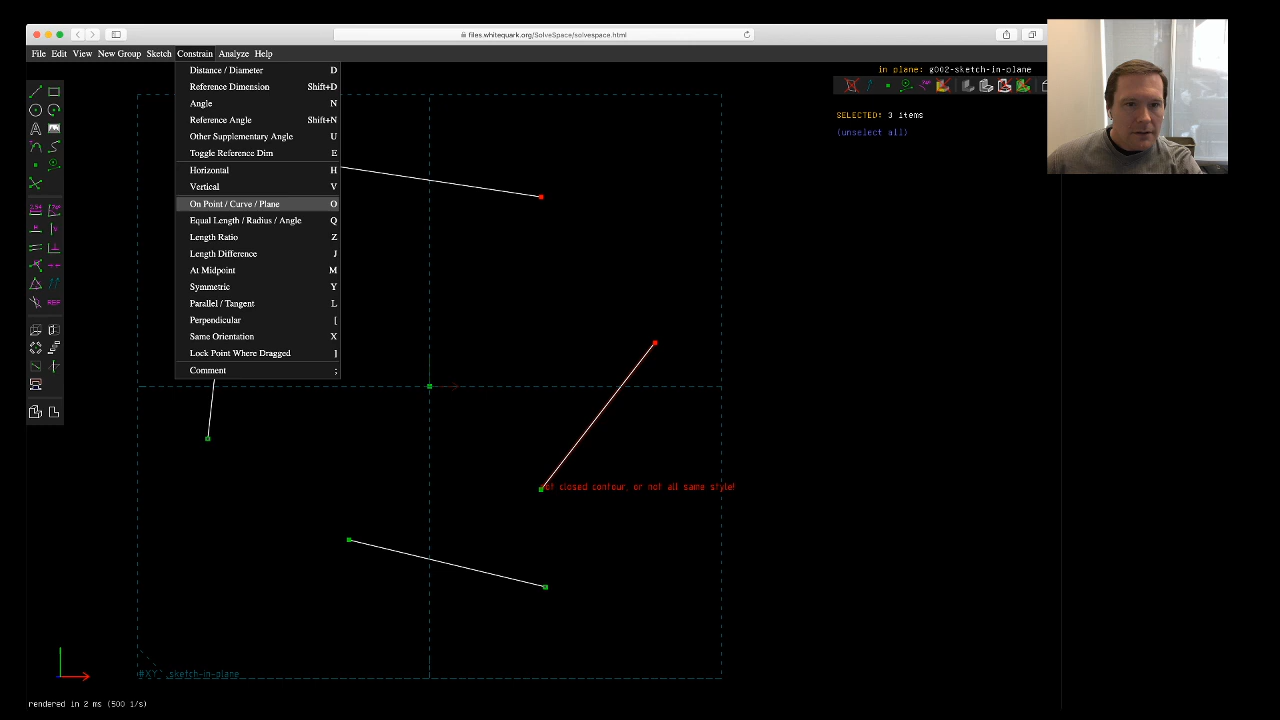 files.whitequark.org/SolveSpace/solvespace.html
File Edit View New Group Sketch Constrain Analyze Help
Distance / Diameter D
Reference Dimension Shift+D
Angle N
Reference Angle Shift+N
Other Supplementary Angle U
Toggle Reference Dim E
Horizontal H
Vertical V
On Point / Curve / Plane O
Equal Length / Radius / Angle Q
Length Ratio Z
Length Difference J
At Midpoint M
Symmetric Y
Parallel / Tangent L
Perpendicular [
Same Orientation X
Lock Point Where Dragged ]
Comment ;
in plane: g002-sketch-in-plane
SELECTED: 3 items
(unselect all)
closed contour, or not all same style!
#XY sketch-in-plane
REF
rendered in 2 ms (500 1/s)